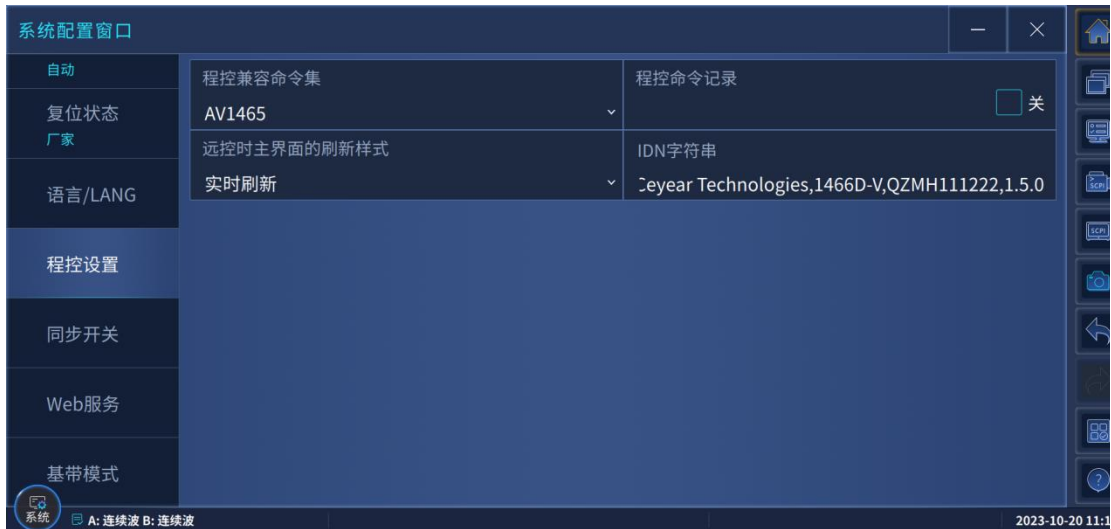 系统配置窗口
自动
复位状态
厂家
语言/LANG
程控设置
同步开关
Web服务
基带模式
系统
程控兼容命令集
AV1465
程控命令记录
关
远控时主界面的刷新样式
实时刷新
IDN字符串
Ceyear Technologies,1466D-V,QZMH111222,1.5.0
SCPI
SCPI
A: 连续波 B: 连续波
2023-10-20 11:1